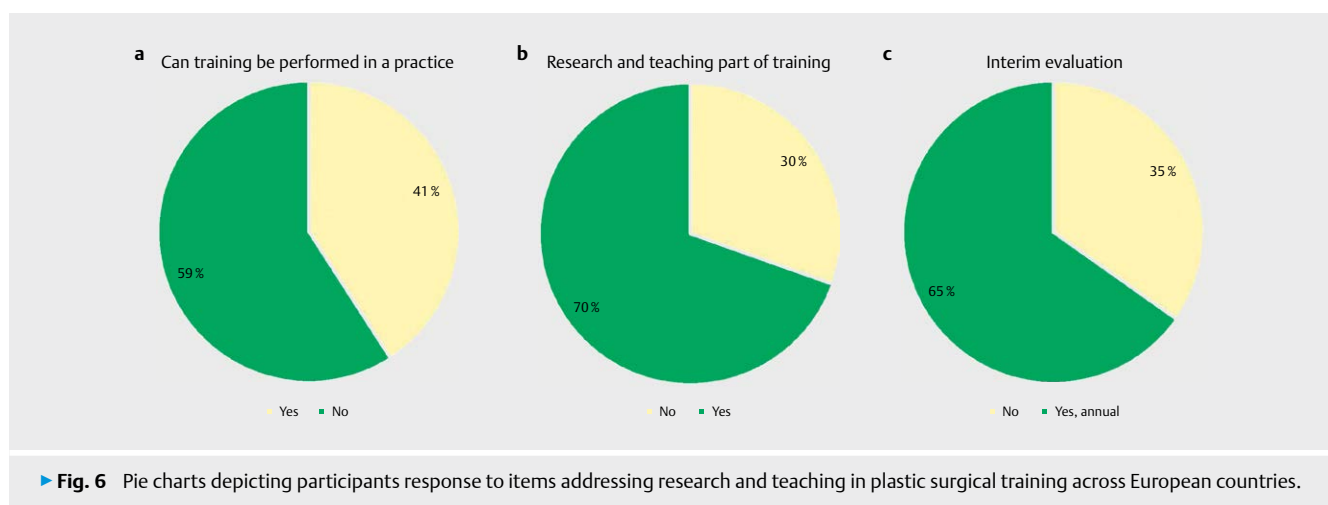 a Can training be performed in a practice
41 %
59 %
Yes No
b Research and teaching part of training
30 %
70 %
No Yes
c Interim evaluation
35 %
65 %
No Yes, annual
▶ Fig. 6 Pie charts depicting participants response to items addressing research and teaching in plastic surgical training across European countries.